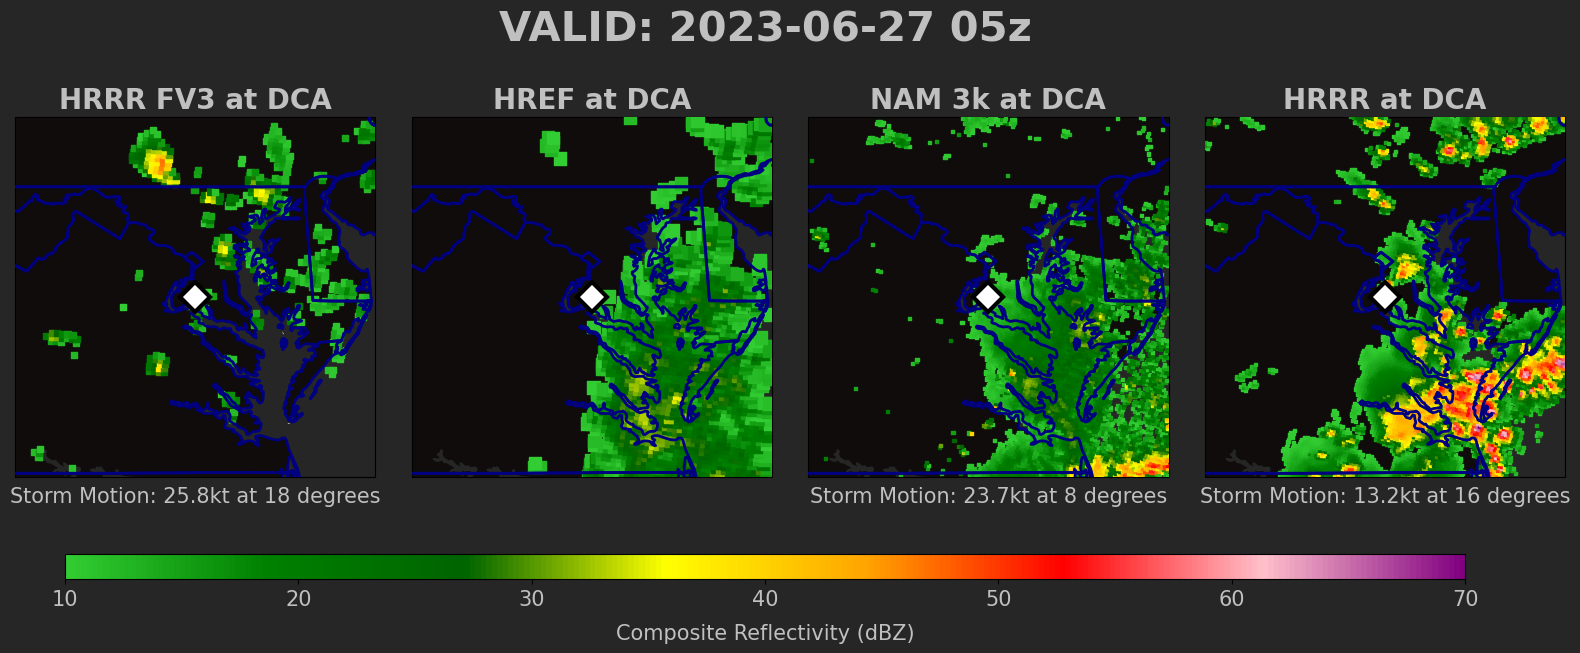 VALID: 2023-06-27 05z
HRRR FV3 at DCA
HREF at DCA
NAM 3k at DCA
HRRR at DCA
Storm Motion: 25.8kt at 18 degrees
Storm Motion: 23.7kt at 8 degrees
Storm Motion: 13.2kt at 16 degrees
10 20 30 40 50 60 70
Composite Reflectivity (dBZ)